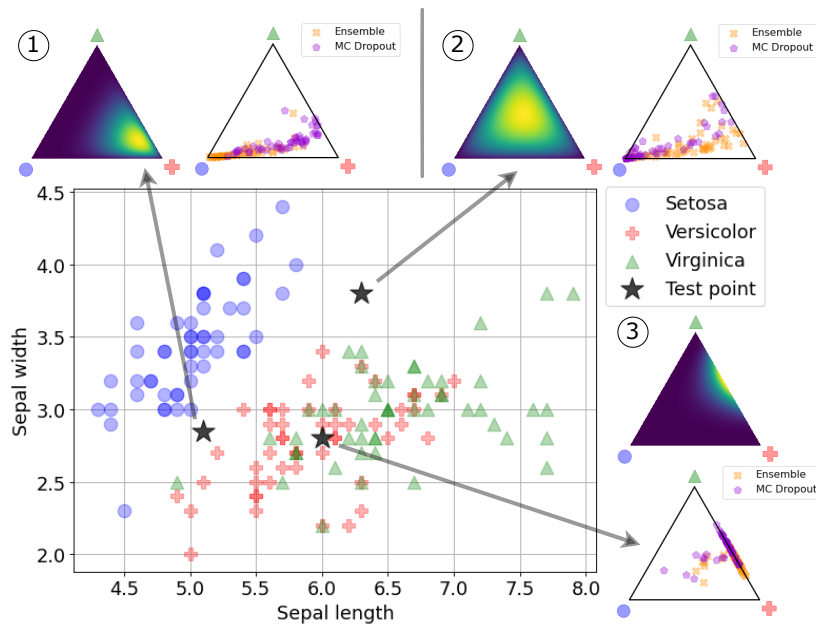 1
Ensemble
MC Dropout
2
Ensemble
MC Dropout
4.5
4.0
3.5
3.0
2.5
2.0
Sepal width
4.5
5.0
5.5
6.0
6.5
7.0
7.5
8.0
Sepal length
Setosa
Versicolor
Virginica
Test point
3
Ensemble
MC Dropout